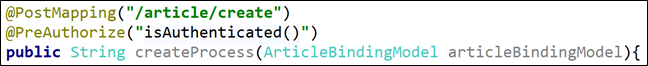 @PostMapping("/article/create")
@PreAuthorize("isAuthenticated()")
public String createProcess(ArticleBindingModel articleBindingModel){